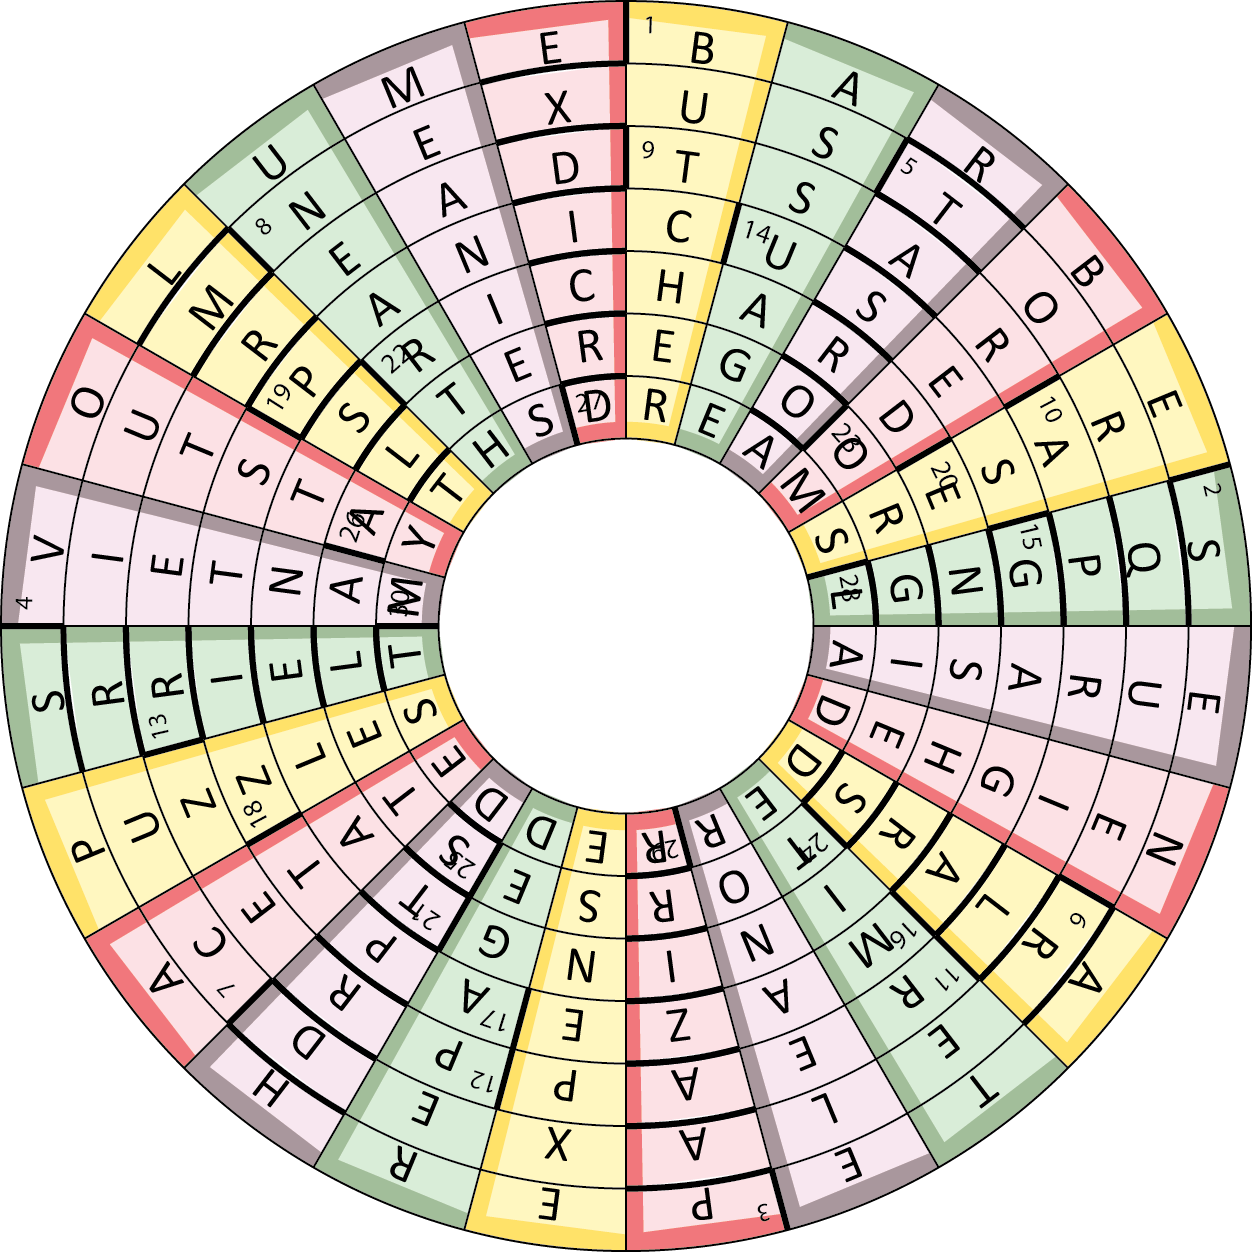 1 B U 9 T C H E R
A S S 14 U A G E
R 5 T A S R O A
B O R E D 23 O M
E R 10 A S 20 E R S
2 S Q P 15 G N G 28 E
E U R A S I A
N E I G H E D
A 6 R L A R S D
T E 11 R 16 M I 24 T E
E L E A N O R
3 P A A Z I R 29 R
E X P E N S E
R E 12 P 17 A G E D
H D R P 21 T 25 S D
A 7 C E T A T E
P U Z 18 Z L E S
S R 13 R I E L T
4 V I E T N A 30 M
O U T S T 26 A Y
L M R 19 P S L T
U 8 N E A 22 R T H
M E A N I E S
E X D I C R 27 D